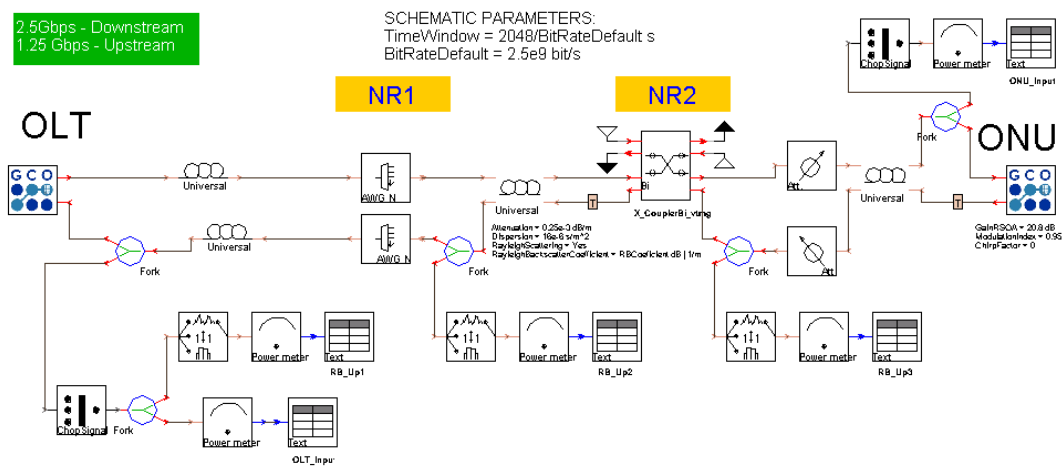 2.5Gbps - Downstream
1.25 Gbps - Upstream
SCHEMATIC PARAMETERS:
TimeWindow = 2048/BitRateDefault s
BitRateDefault = 2.5e9 bit/s
ChopSignal
Power meter
Text
ONU_Input
NR1
NR2
OLT
ONU
Fork
GCO
Universal
AWG_N
Universal
Bi
X_CouplerBi_vtmg
T
Att.
Universal
T
GCO
Attenuation = 0.25e-3 dB/m
Dispersion = 16e-6 s/m^2
RayleighScattering = Yes
RayleighBackscatterCoefficient = RBCoefficient dB | 1/m
GainRSOA = 20.8 dB
ModulationIndex = 0.95
ChirpFactor = 0
Fork
Universal
AWG_N
Fork
Fork
Att.
Power meter
Text
RB_Up1
Power meter
Text
RB_Up2
Power meter
Text
RB_Up3
ChopSignal
Fork
Power meter
Text
OLT_Input